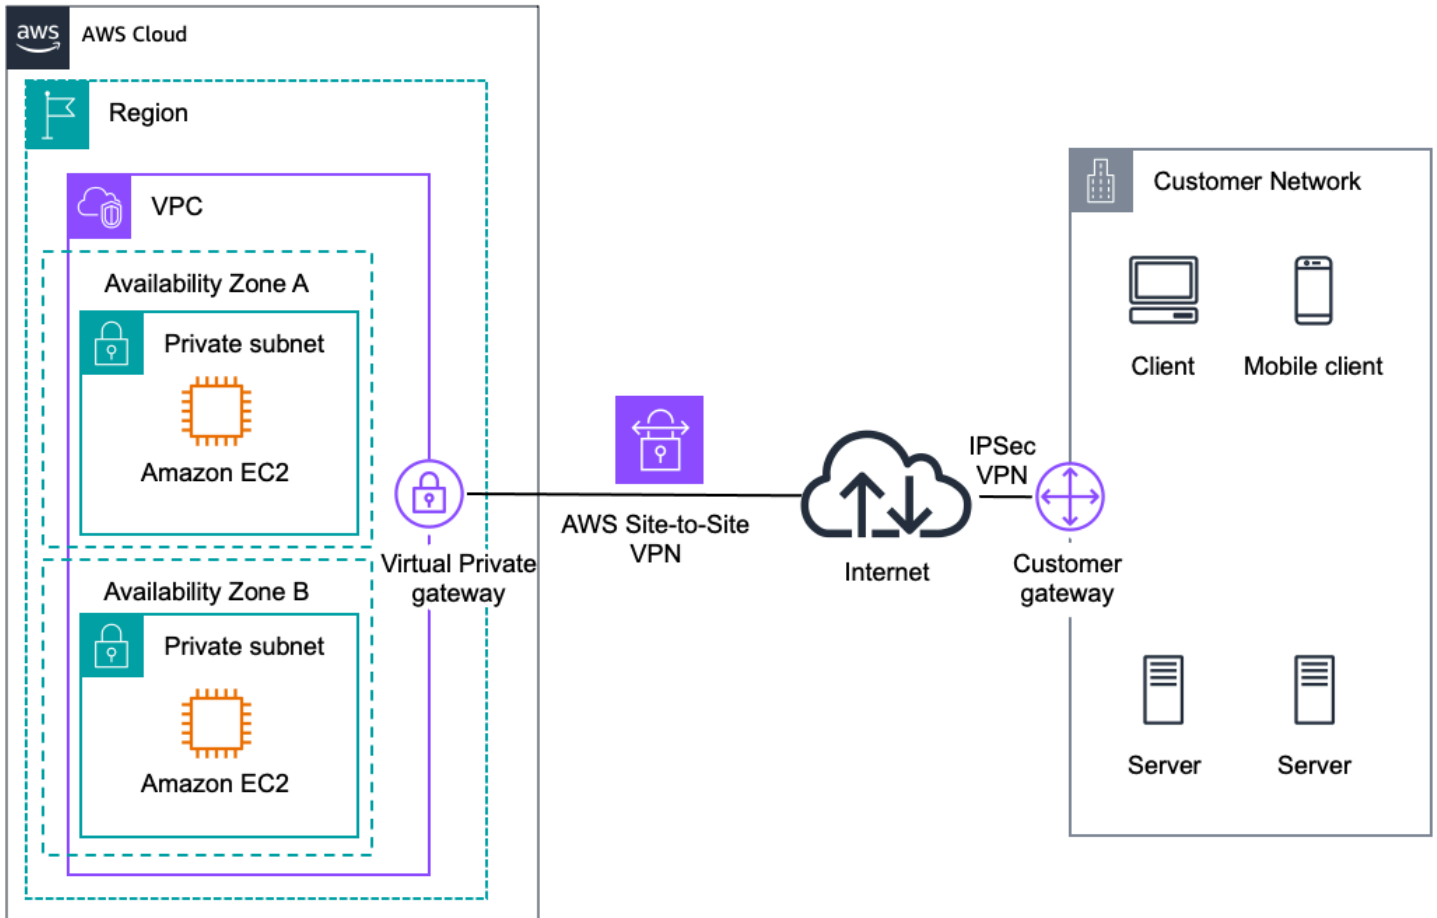 aws
AWS Cloud
Region
VPC
Availability Zone A
Private subnet
Amazon EC2
Virtual Private
gateway
Availability Zone B
Private subnet
Amazon EC2
AWS Site-to-Site
VPN
Internet
IPSec
VPN
Customer
gateway
Customer Network
Client
Mobile client
Server
Server